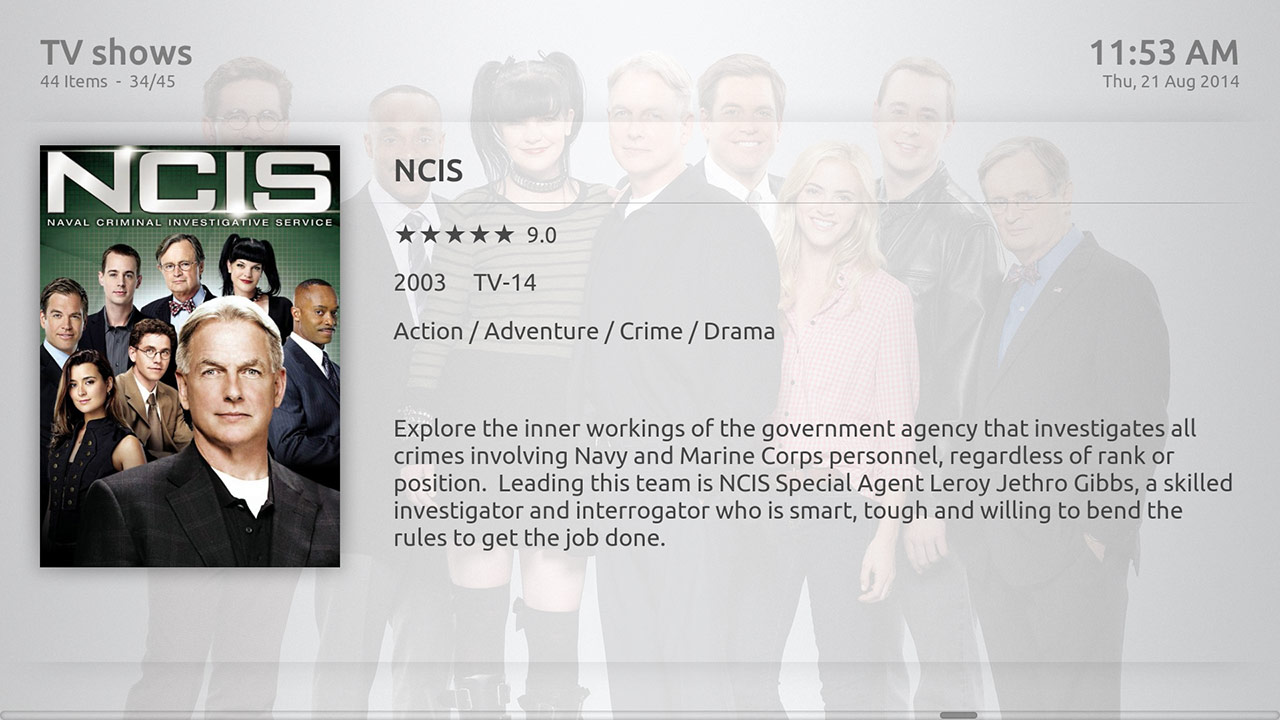 TV shows
44 Items - 34/45
11:53 AM
Thu, 21 Aug 2014
NCIS
NAVAL CRIMINAL INVESTIGATIVE SERVICE
NCIS
9.0
2003 TV-14
Action / Adventure / Crime / Drama
Explore the inner workings of the government agency that investigates all
crimes involving Navy and Marine Corps personnel, regardless of rank or
position. Leading this team is NCIS Special Agent Leroy Jethro Gibbs, a skilled
investigator and interrogator who is smart, tough and willing to bend the
rules to get the job done.